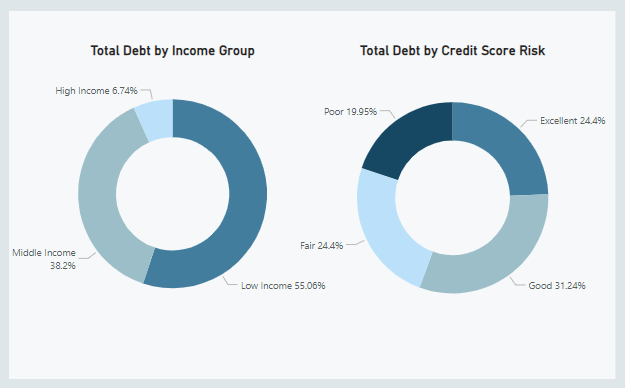 Total Debt by Income Group
High Income 6.74%
Middle Income
38.2%
Low Income 55.06%
Total Debt by Credit Score Risk
Poor 19.95%
Excellent 24.4%
Fair 24.4%
Good 31.24%